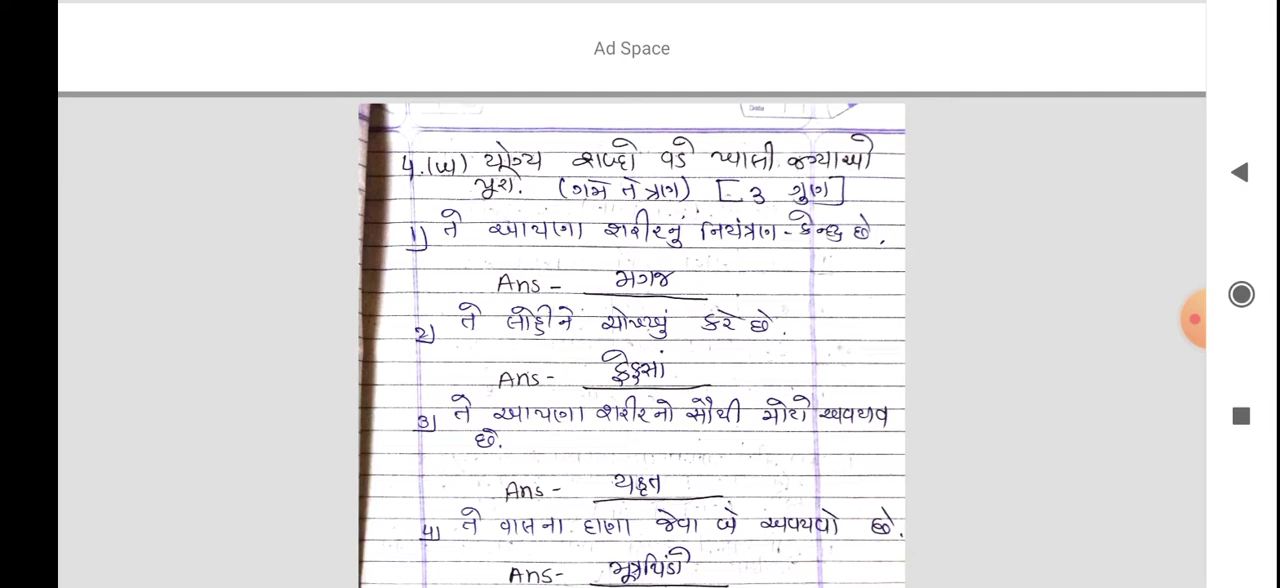 Ad Space
Date
4. (બ) યોગ્ય શબ્દો વડે ખાલી જગ્યાઓ
પૂરો. (ગમે તે ત્રણ) [3 ગુણ]
1) તે આપણા શરીરનું નિયંત્રણ-કેન્દ્ર છે.
Ans - મગજ
2) તે લોહીને ચોખ્ખું કરે છે.
Ans - ફેફસાં
3) તે આપણા શરીરનો સૌથી મોટો અવયવ
છે.
Ans - યકૃત
4) તે વાલના દાણા જેવા બે અવયવો છે.
Ans - મૂત્રપિંડો